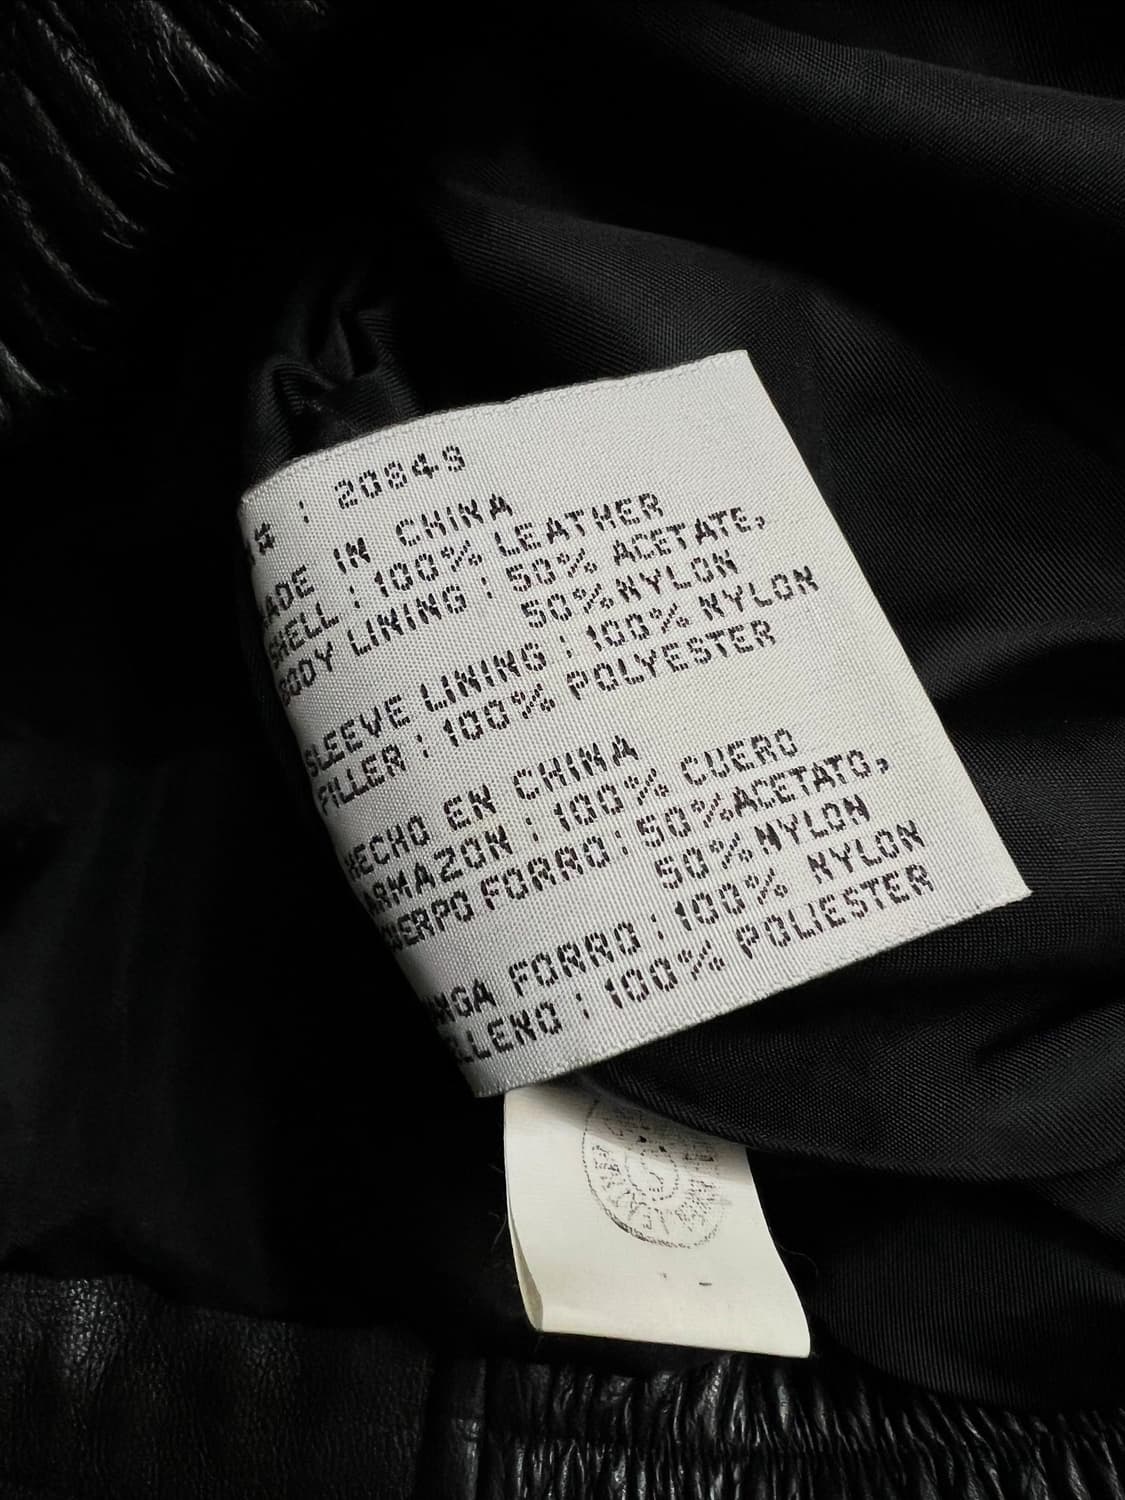 # : 20848
MADE IN CHINA
SHELL : 100% LEATHER
BODY LINING : 50% ACETATE,
50% NYLON
SLEEVE LINING : 100% NYLON
FILLER : 100% POLYESTER
HECHO EN CHINA
ARMAZON : 100% CUERO
CUERPO FORRO : 50% ACETATO,
50% NYLON
MANGA FORRO : 100% NYLON
RELLENO : 100% POLIESTER